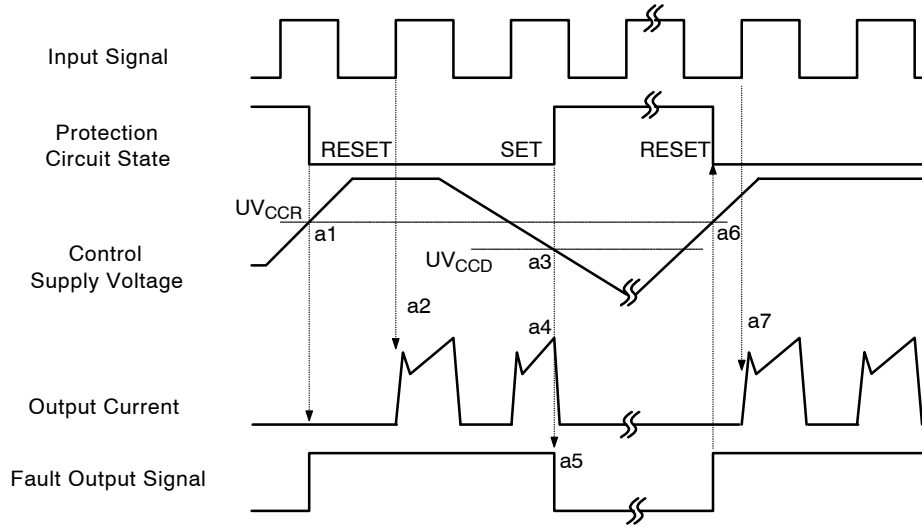 Input Signal
Protection
Circuit State
RESET
SET
RESET
UVCCR
a1
a6
Control
Supply Voltage
UVCCD
a3
a2
a4
a7
Output Current
a5
Fault Output Signal